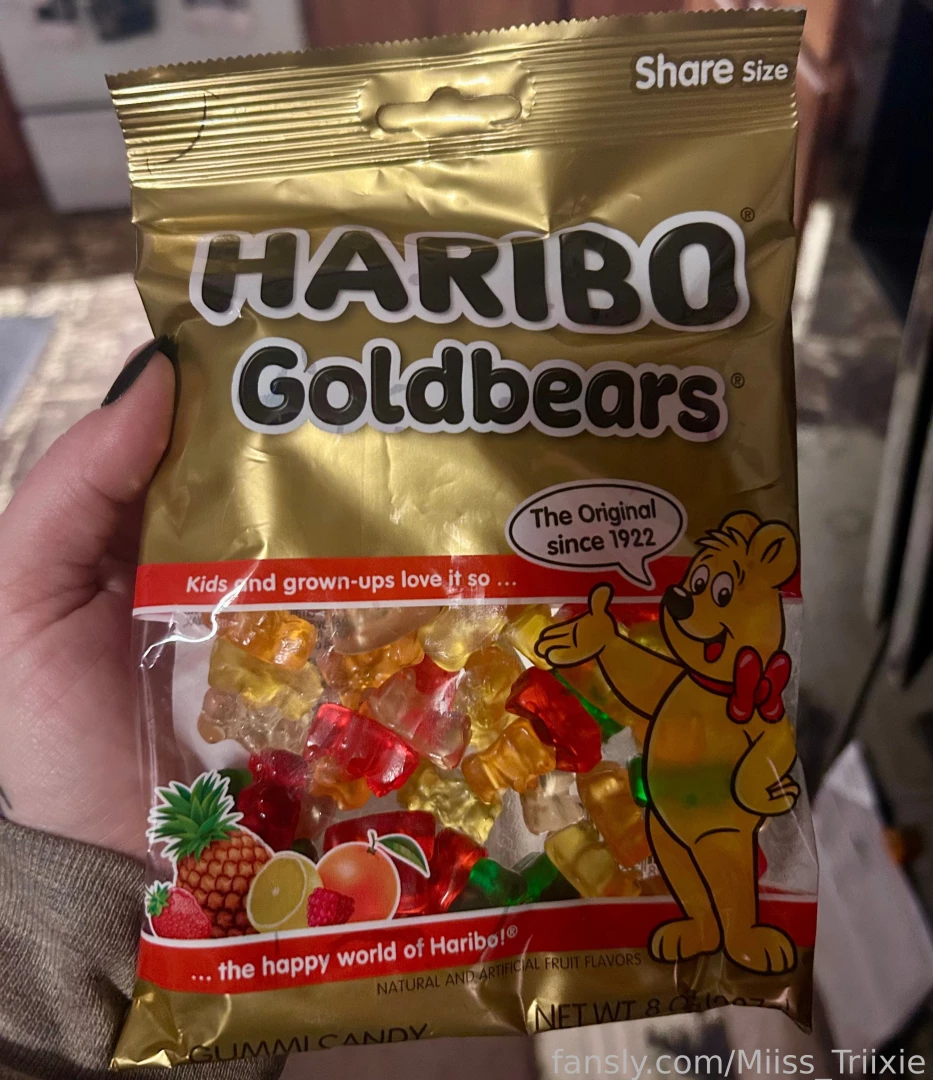 Share Size
HARIBO®
Goldbears®
The Original
since 1922
Kids and grown-ups love it so ...
... the happy world of Haribo!®
NATURAL AND ARTIFICIAL FRUIT FLAVORS
NET WT 8
GUMMI CANDY
fansly.com/Miiss_Triixie